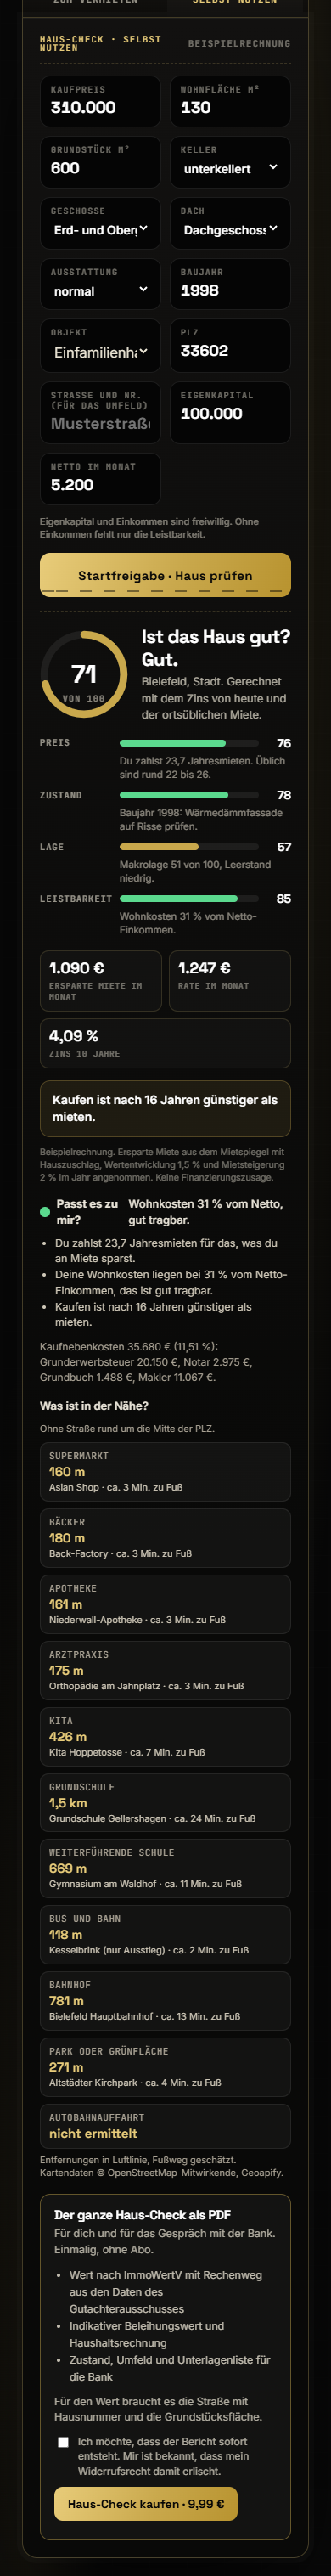 SELBST NUTZEN
HAUS-CHECK · SELBST
NUTZEN
BEISPIELRECHNUNG
KAUFPREIS
310.000
WOHNFLÄCHE M²
130
GRUNDSTÜCK M²
600
KELLER
unterkellert
GESCHOSSE
Erd- und Ober
DACH
Dachgeschoss
AUSSTATTUNG
normal
BAUJAHR
1998
OBJEKT
Einfamilienha
PLZ
33602
STRASSE UND NR.
(FÜR DAS UMFELD)
Musterstraße
EIGENKAPITAL
100.000
NETTO IM MONAT
5.200
Eigenkapital und Einkommen sind freiwillig. Ohne
Einkommen fehlt nur die Leistbarkeit.
Startfreigabe · Haus prüfen
71
VON 100
Ist das Haus gut?
Gut.
Bielefeld, Stadt. Gerechnet
mit dem Zins von heute und
der ortsüblichen Miete.
PREIS
76
Du zahlst 23,7 Jahresmieten. Üblich
sind rund 22 bis 26.
ZUSTAND
78
Baujahr 1998: Wärmedämmfassade
auf Risse prüfen.
LAGE
57
Makrolage 51 von 100, Leerstand
niedrig.
LEISTBARKEIT
85
Wohnkosten 31 % vom Netto-
Einkommen.
1.090 €
ERSPARTE MIETE IM
MONAT
1.247 €
RATE IM MONAT
4,09 %
ZINS 10 JAHRE
Kaufen ist nach 16 Jahren günstiger als
mieten.
Beispielrechnung. Ersparte Miete aus dem Mietspiegel mit
Hauszuschlag, Wertentwicklung 1,5 % und Mietsteigerung
2 % im Jahr angenommen. Keine Finanzierungszusage.
Passt es zu
mir?
Wohnkosten 31 % vom Netto,
gut tragbar.
• Du zahlst 23,7 Jahresmieten für das, was du
an Miete sparst.
• Deine Wohnkosten liegen bei 31 % vom Netto-
Einkommen, das ist gut tragbar.
• Kaufen ist nach 16 Jahren günstiger als
mieten.
Kaufnebenkosten 35.680 € (11,51 %):
Grunderwerbsteuer 20.150 €, Notar 2.975 €,
Grundbuch 1.488 €, Makler 11.067 €.
Was ist in der Nähe?
Ohne Straße rund um die Mitte der PLZ.
SUPERMARKT
160 m
Asian Shop · ca. 3 Min. zu Fuß
BÄCKER
180 m
Back-Factory · ca. 3 Min. zu Fuß
APOTHEKE
161 m
Niederwall-Apotheke · ca. 3 Min. zu Fuß
ARZTPRAXIS
175 m
Orthopädie am Jahnplatz · ca. 3 Min. zu Fuß
KITA
426 m
Kita Hoppetosse · ca. 7 Min. zu Fuß
GRUNDSCHULE
1,5 km
Grundschule Gellershagen · ca. 24 Min. zu Fuß
WEITERFÜHRENDE SCHULE
669 m
Gymnasium am Waldhof · ca. 11 Min. zu Fuß
BUS UND BAHN
118 m
Kesselbrink (nur Ausstieg) · ca. 2 Min. zu Fuß
BAHNHOF
781 m
Bielefeld Hauptbahnhof · ca. 13 Min. zu Fuß
PARK ODER GRÜNFLÄCHE
271 m
Altstädter Kirchpark · ca. 4 Min. zu Fuß
AUTOBAHNAUFFAHRT
nicht ermittelt
Entfernungen in Luftlinie, Fußweg geschätzt.
Kartendaten © OpenStreetMap-Mitwirkende, Geoapify.
Der ganze Haus-Check als PDF
Für dich und für das Gespräch mit der Bank.
Einmalig, ohne Abo.
• Wert nach ImmoWertV mit Rechenweg
aus den Daten des
Gutachterausschusses
• Indikativer Beleihungswert und
Haushaltsrechnung
• Zustand, Umfeld und Unterlagenliste für
die Bank
Für den Wert braucht es die Straße mit
Hausnummer und die Grundstücksfläche.
Ich möchte, dass der Bericht sofort
entsteht. Mir ist bekannt, dass mein
Widerrufsrecht damit erlischt.
Haus-Check kaufen · 9,99 €